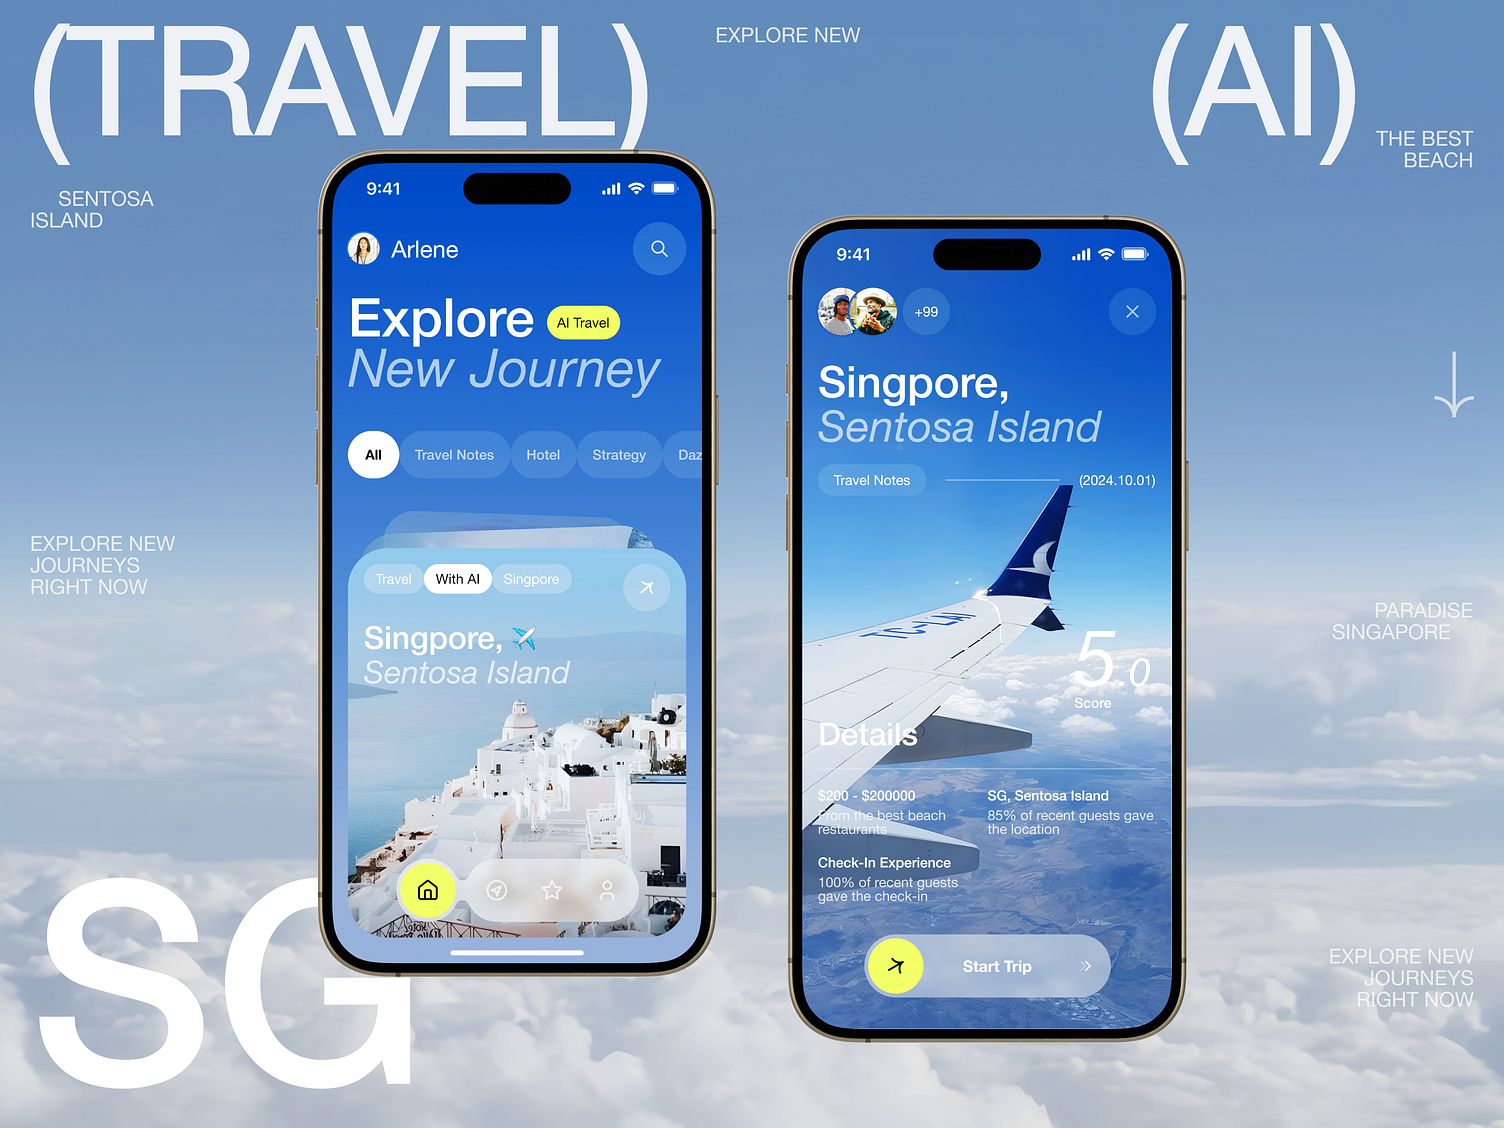 (TRAVEL)
EXPLORE NEW
(AI)
THE BEST
BEACH
SENTOSA
ISLAND
EXPLORE NEW
JOURNEYS
RIGHT NOW
SG
9:41
Arlene
Explore
AI Travel
New Journey
All
Travel Notes
Hotel
Strategy
Daz
Travel
With AI
Singpore
Singpore, ✈️
Sentosa Island
9:41
+99
Singpore,
Sentosa Island
Travel Notes
(2024.10.01)
TC-LAI
5.0
Score
Details
$200 - $200000
From the best beach
restaurants
SG, Sentosa Island
85% of recent guests gave
the location
Check-In Experience
100% of recent guests
gave the check-in
Start Trip
PARADISE
SINGAPORE
EXPLORE NEW
JOURNEYS
RIGHT NOW